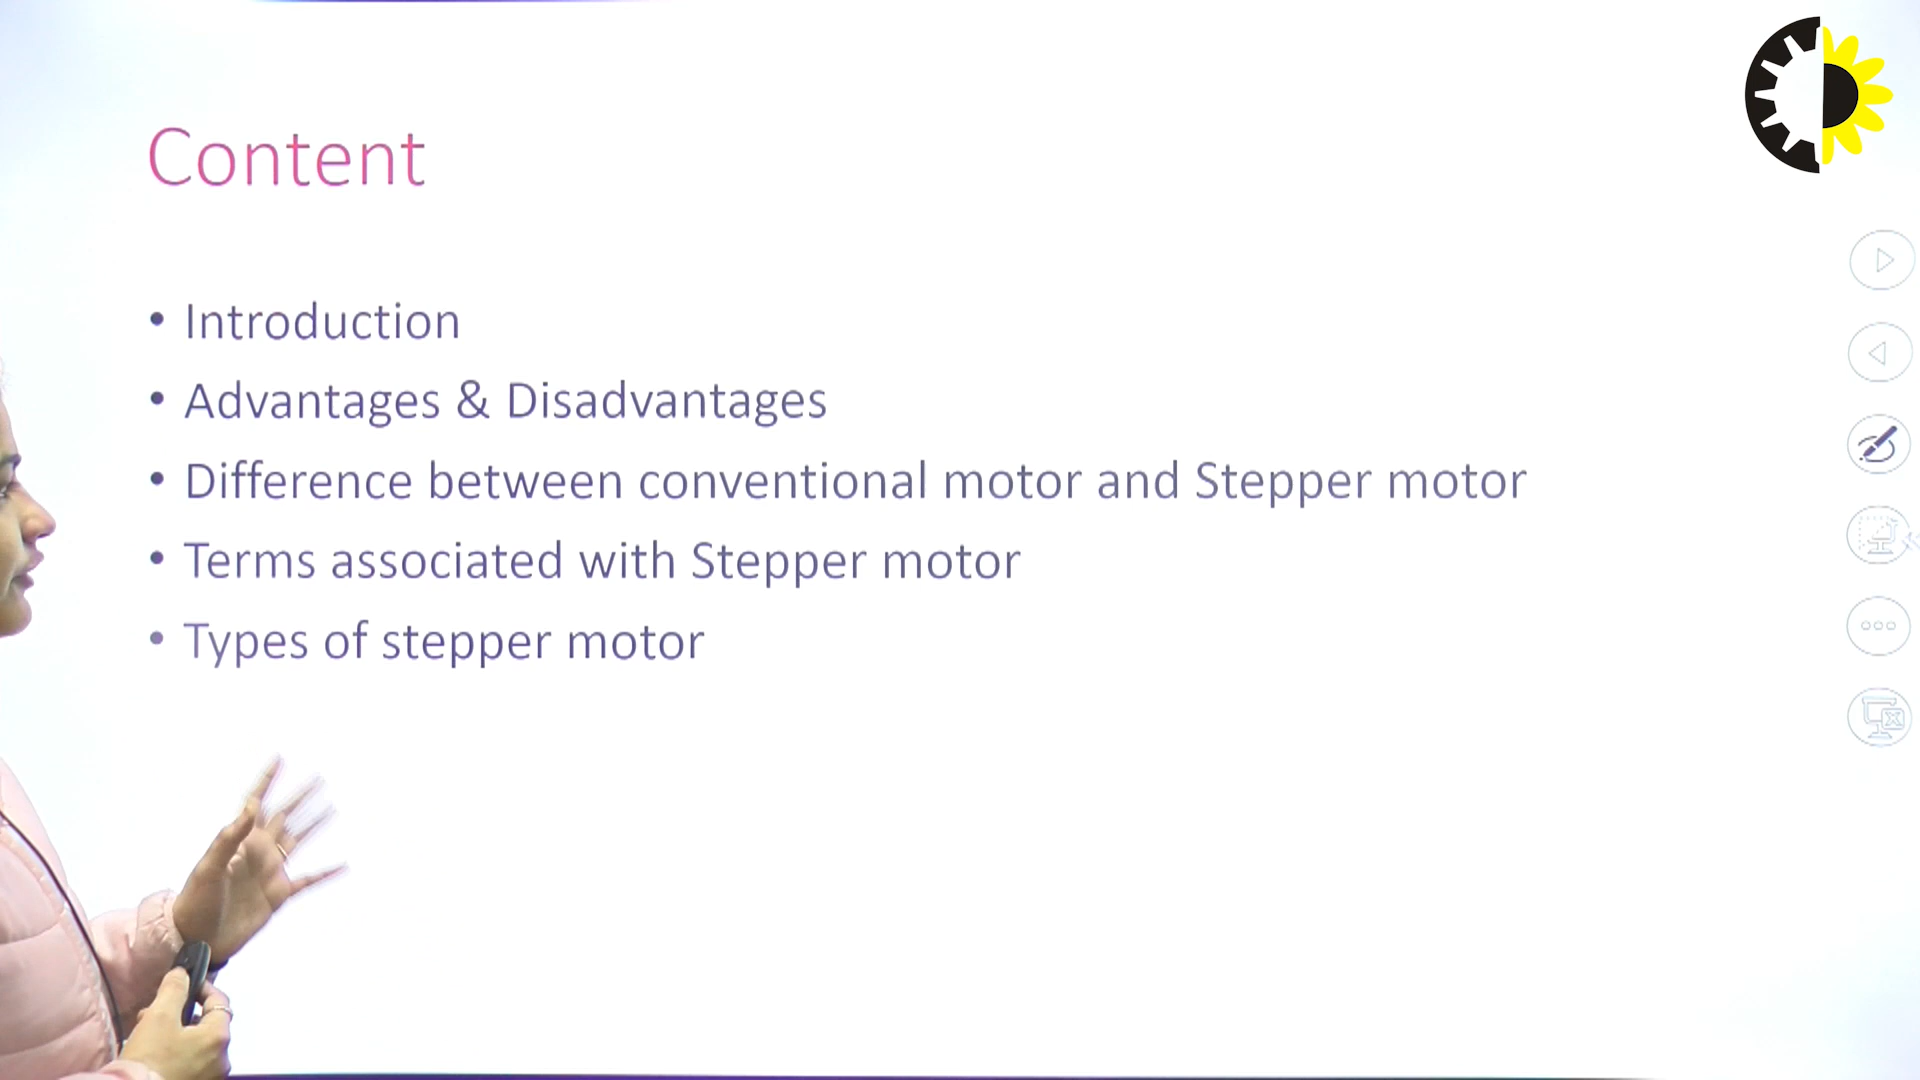 Content
• Introduction
• Advantages & Disadvantages
• Difference between conventional motor and Stepper motor
• Terms associated with Stepper motor
• Types of stepper motor